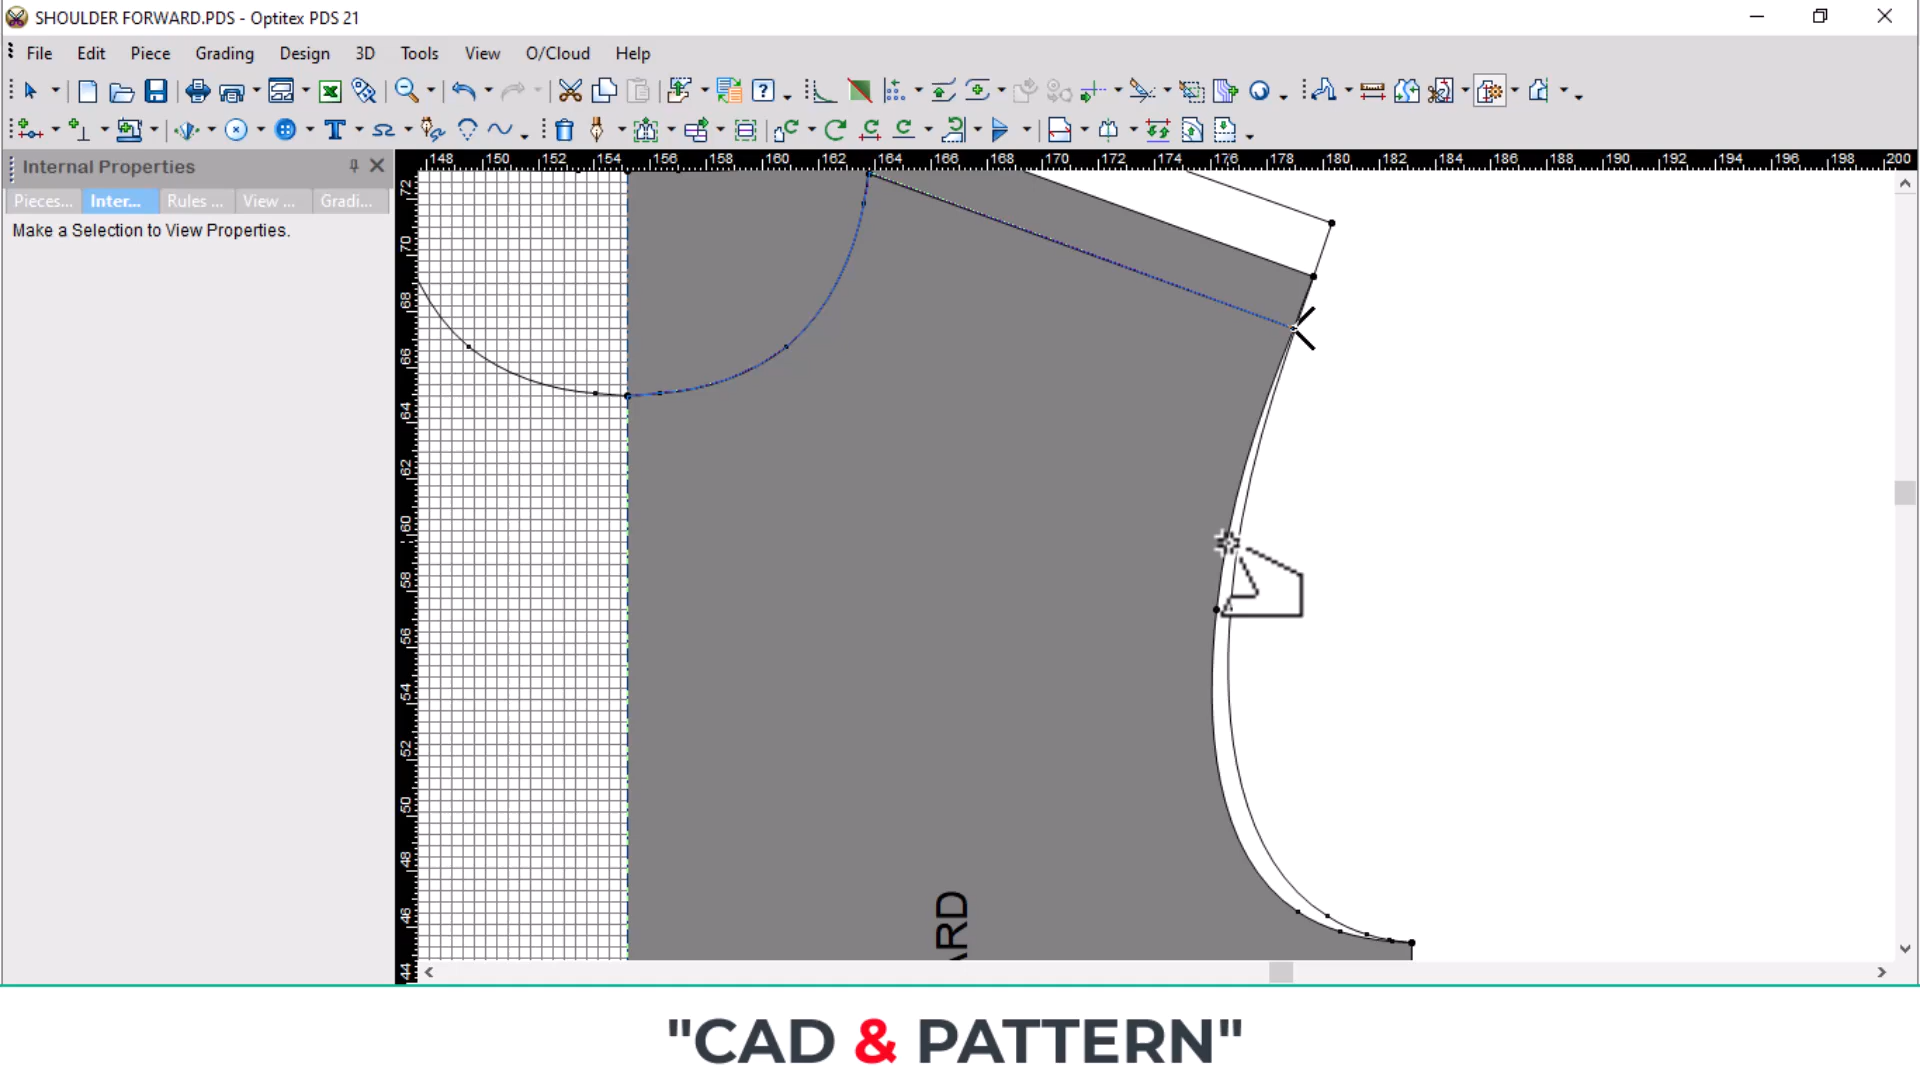 SHOULDER FORWARD.PDS - Optitex PDS 21
File Edit Piece Grading Design 3D Tools View O/Cloud Help
Internal Properties
Pieces... Inter... Rules ... View ... Gradi...
Make a Selection to View Properties.
148 150 152 154 156 158 160 162 164 166 168 170 172 174 176 178 180 182 184 186 188 190 192 194 196 198 200
72
70
68
66
64
62
60
58
56
54
52
50
48
46
44
ARD
"CAD & PATTERN"